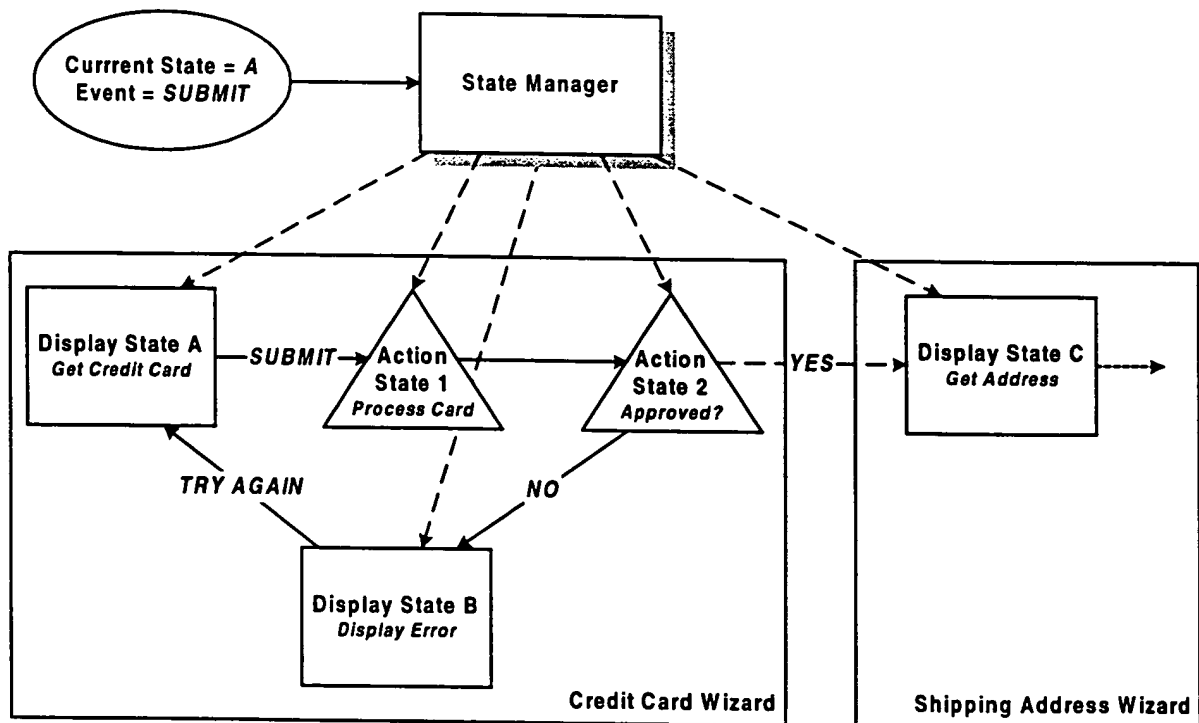 Currrent State = A
Event = SUBMIT
State Manager
Display State A
Get Credit Card
SUBMIT
Action
State 1
Process Card
Action
State 2
Approved?
YES
Display State C
Get Address
TRY AGAIN
NO
Display State B
Display Error
Credit Card Wizard
Shipping Address Wizard